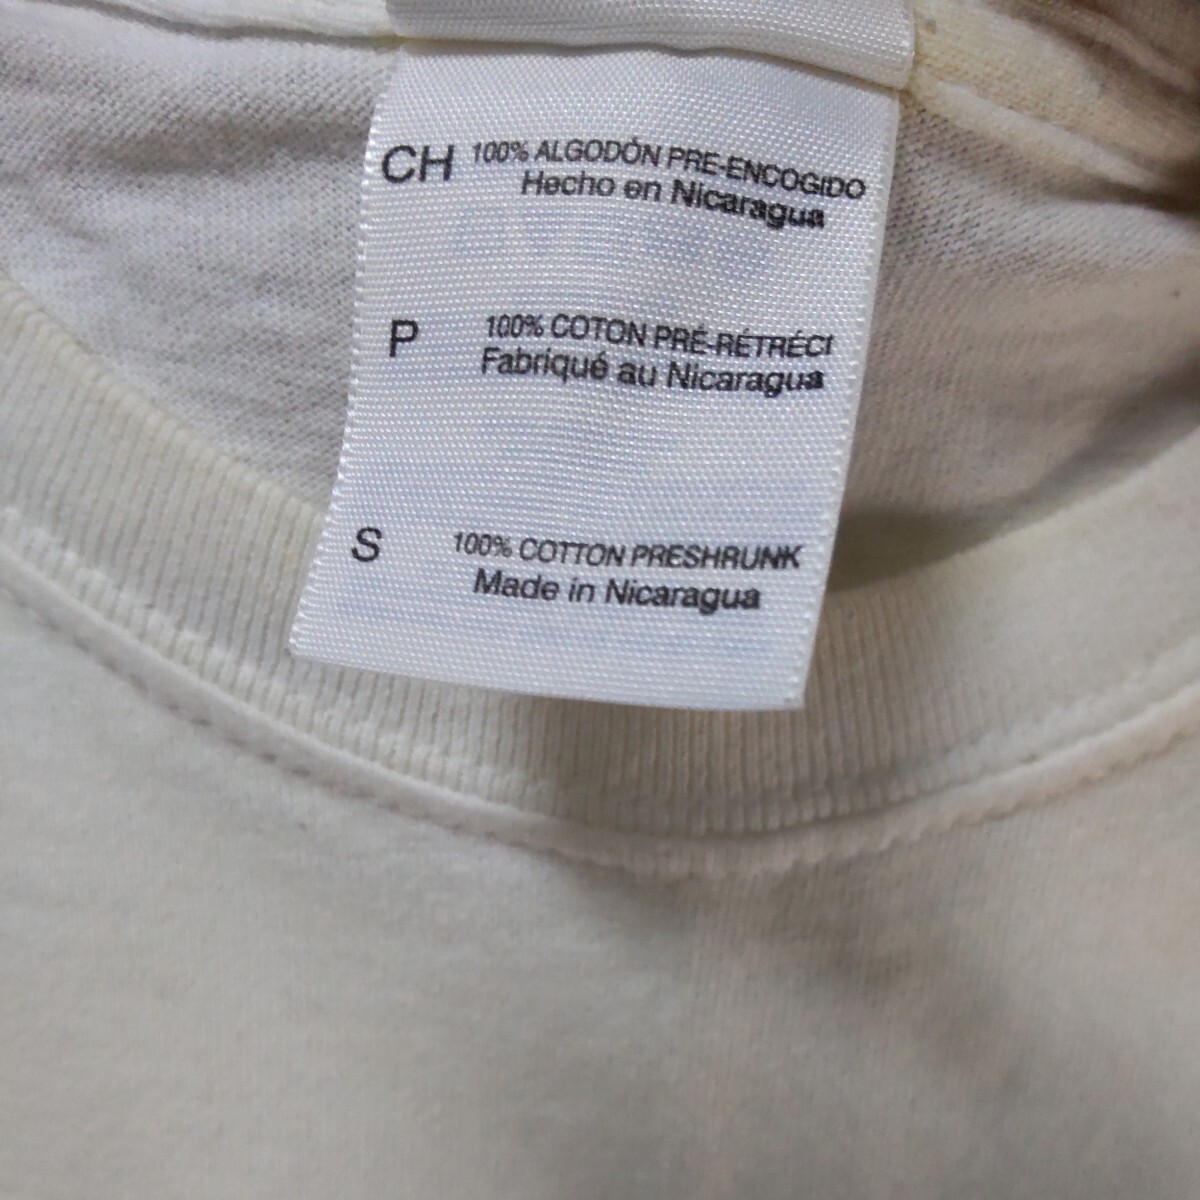 CH 100% ALGODÓN PRE-ENCOGIDO
Hecho en Nicaragua
P 100% COTON PRÉ-RÉTRÉCI
Fabriqué au Nicaragua
S 100% COTTON PRESHRUNK
Made in Nicaragua